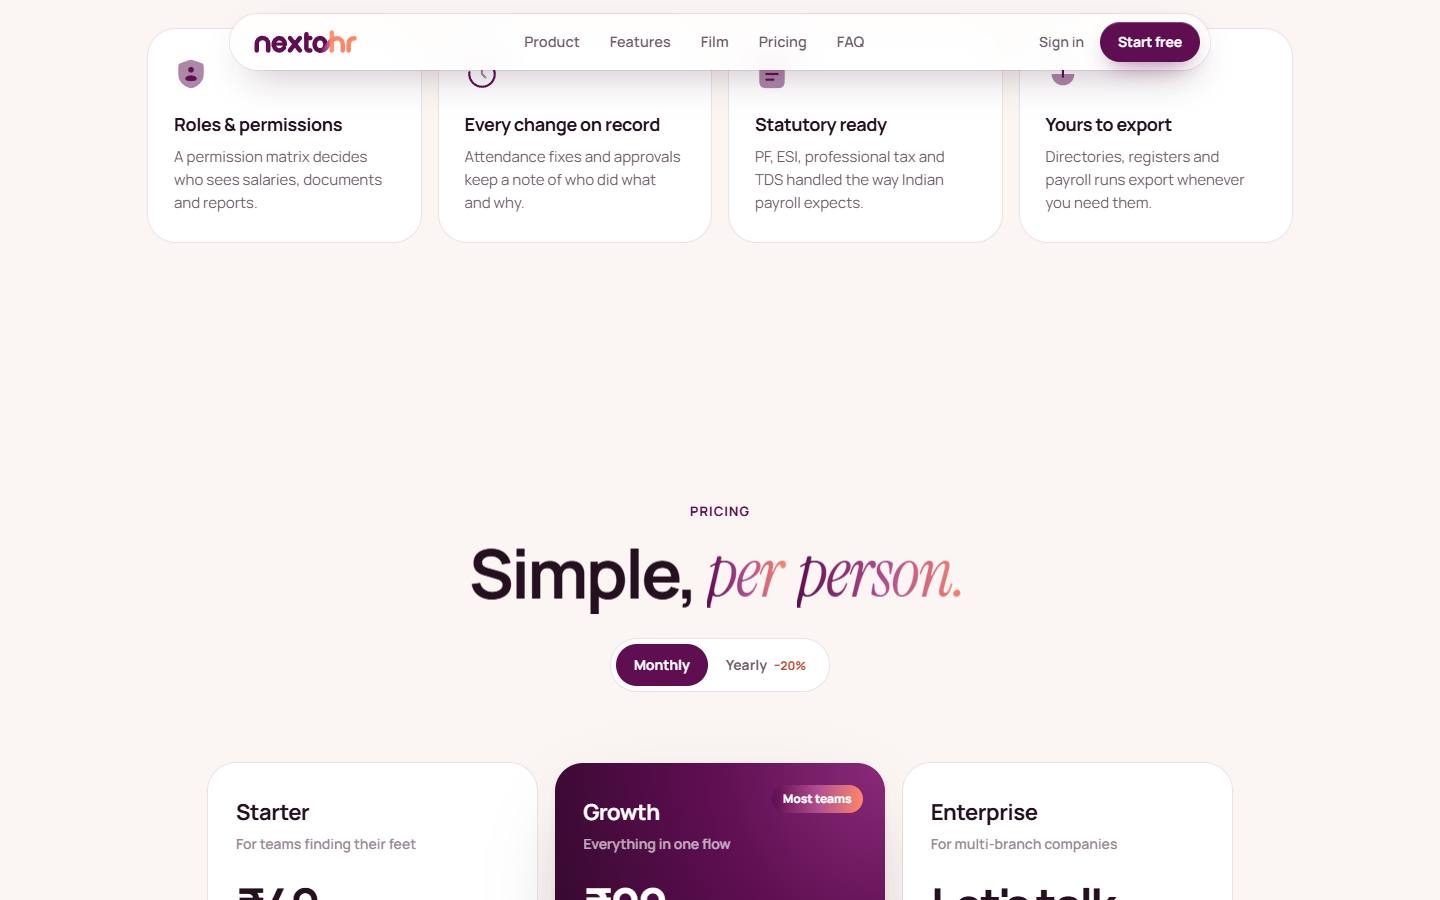 nextohr
Product
Features
Film
Pricing
FAQ
Sign in
Start free
Roles & permissions
A permission matrix decides
who sees salaries, documents
and reports.
Every change on record
Attendance fixes and approvals
keep a note of who did what
and why.
Statutory ready
PF, ESI, professional tax and
TDS handled the way Indian
payroll expects.
Yours to export
Directories, registers and
payroll runs export whenever
you need them.
PRICING
Simple, per person.
Monthly
Yearly −20%
Starter
For teams finding their feet
Most teams
Growth
Everything in one flow
Enterprise
For multi-branch companies
Let's talk